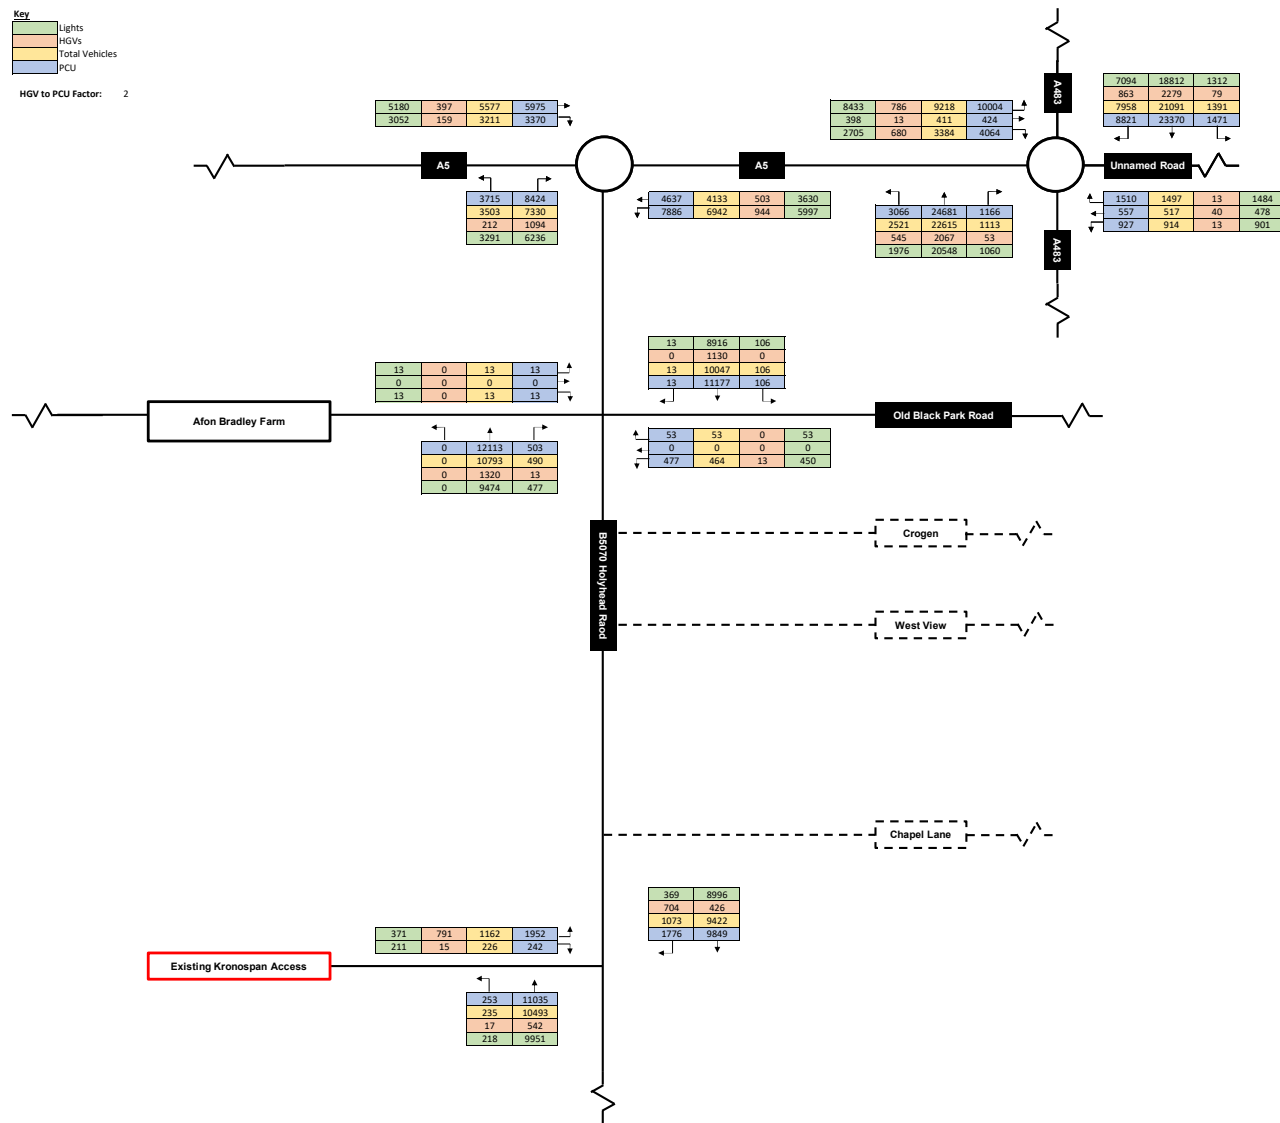 Key
Lights
HGVs
Total Vehicles
PCU
HGV to PCU Factor: 2
5180 397 5577 5975
3052 159 3211 3370
8433 786 9218 10004
398 13 411 424
2705 680 3384 4064
A483
7094 18812 1312
863 2279 79
7958 21091 1391
8821 23370 1471
A5
A5
Unnamed Road
3715 8424
3503 7330
212 1094
3291 6236
4637 4133 503 3630
7886 6942 944 5997
3066 24681 1166
2521 22615 1113
545 2067 53
1976 20548 1060
A483
1510 1497 13 1484
557 517 40 478
927 914 13 901
13 0 13 13
0 0 0 0
13 0 13 13
13 8916 106
0 1130 0
13 10047 106
13 11177 106
Afon Bradley Farm
Old Black Park Road
0 12113 503
0 10793 490
0 1320 13
0 9474 477
53 53 0 53
0 0 0 0
477 464 13 450
B5070 Holyhead Raod
Crogen
West View
Chapel Lane
369 8996
704 426
1073 9422
1776 9849
371 791 1162 1952
211 15 226 242
Existing Kronospan Access
253 11035
235 10493
17 542
218 9951